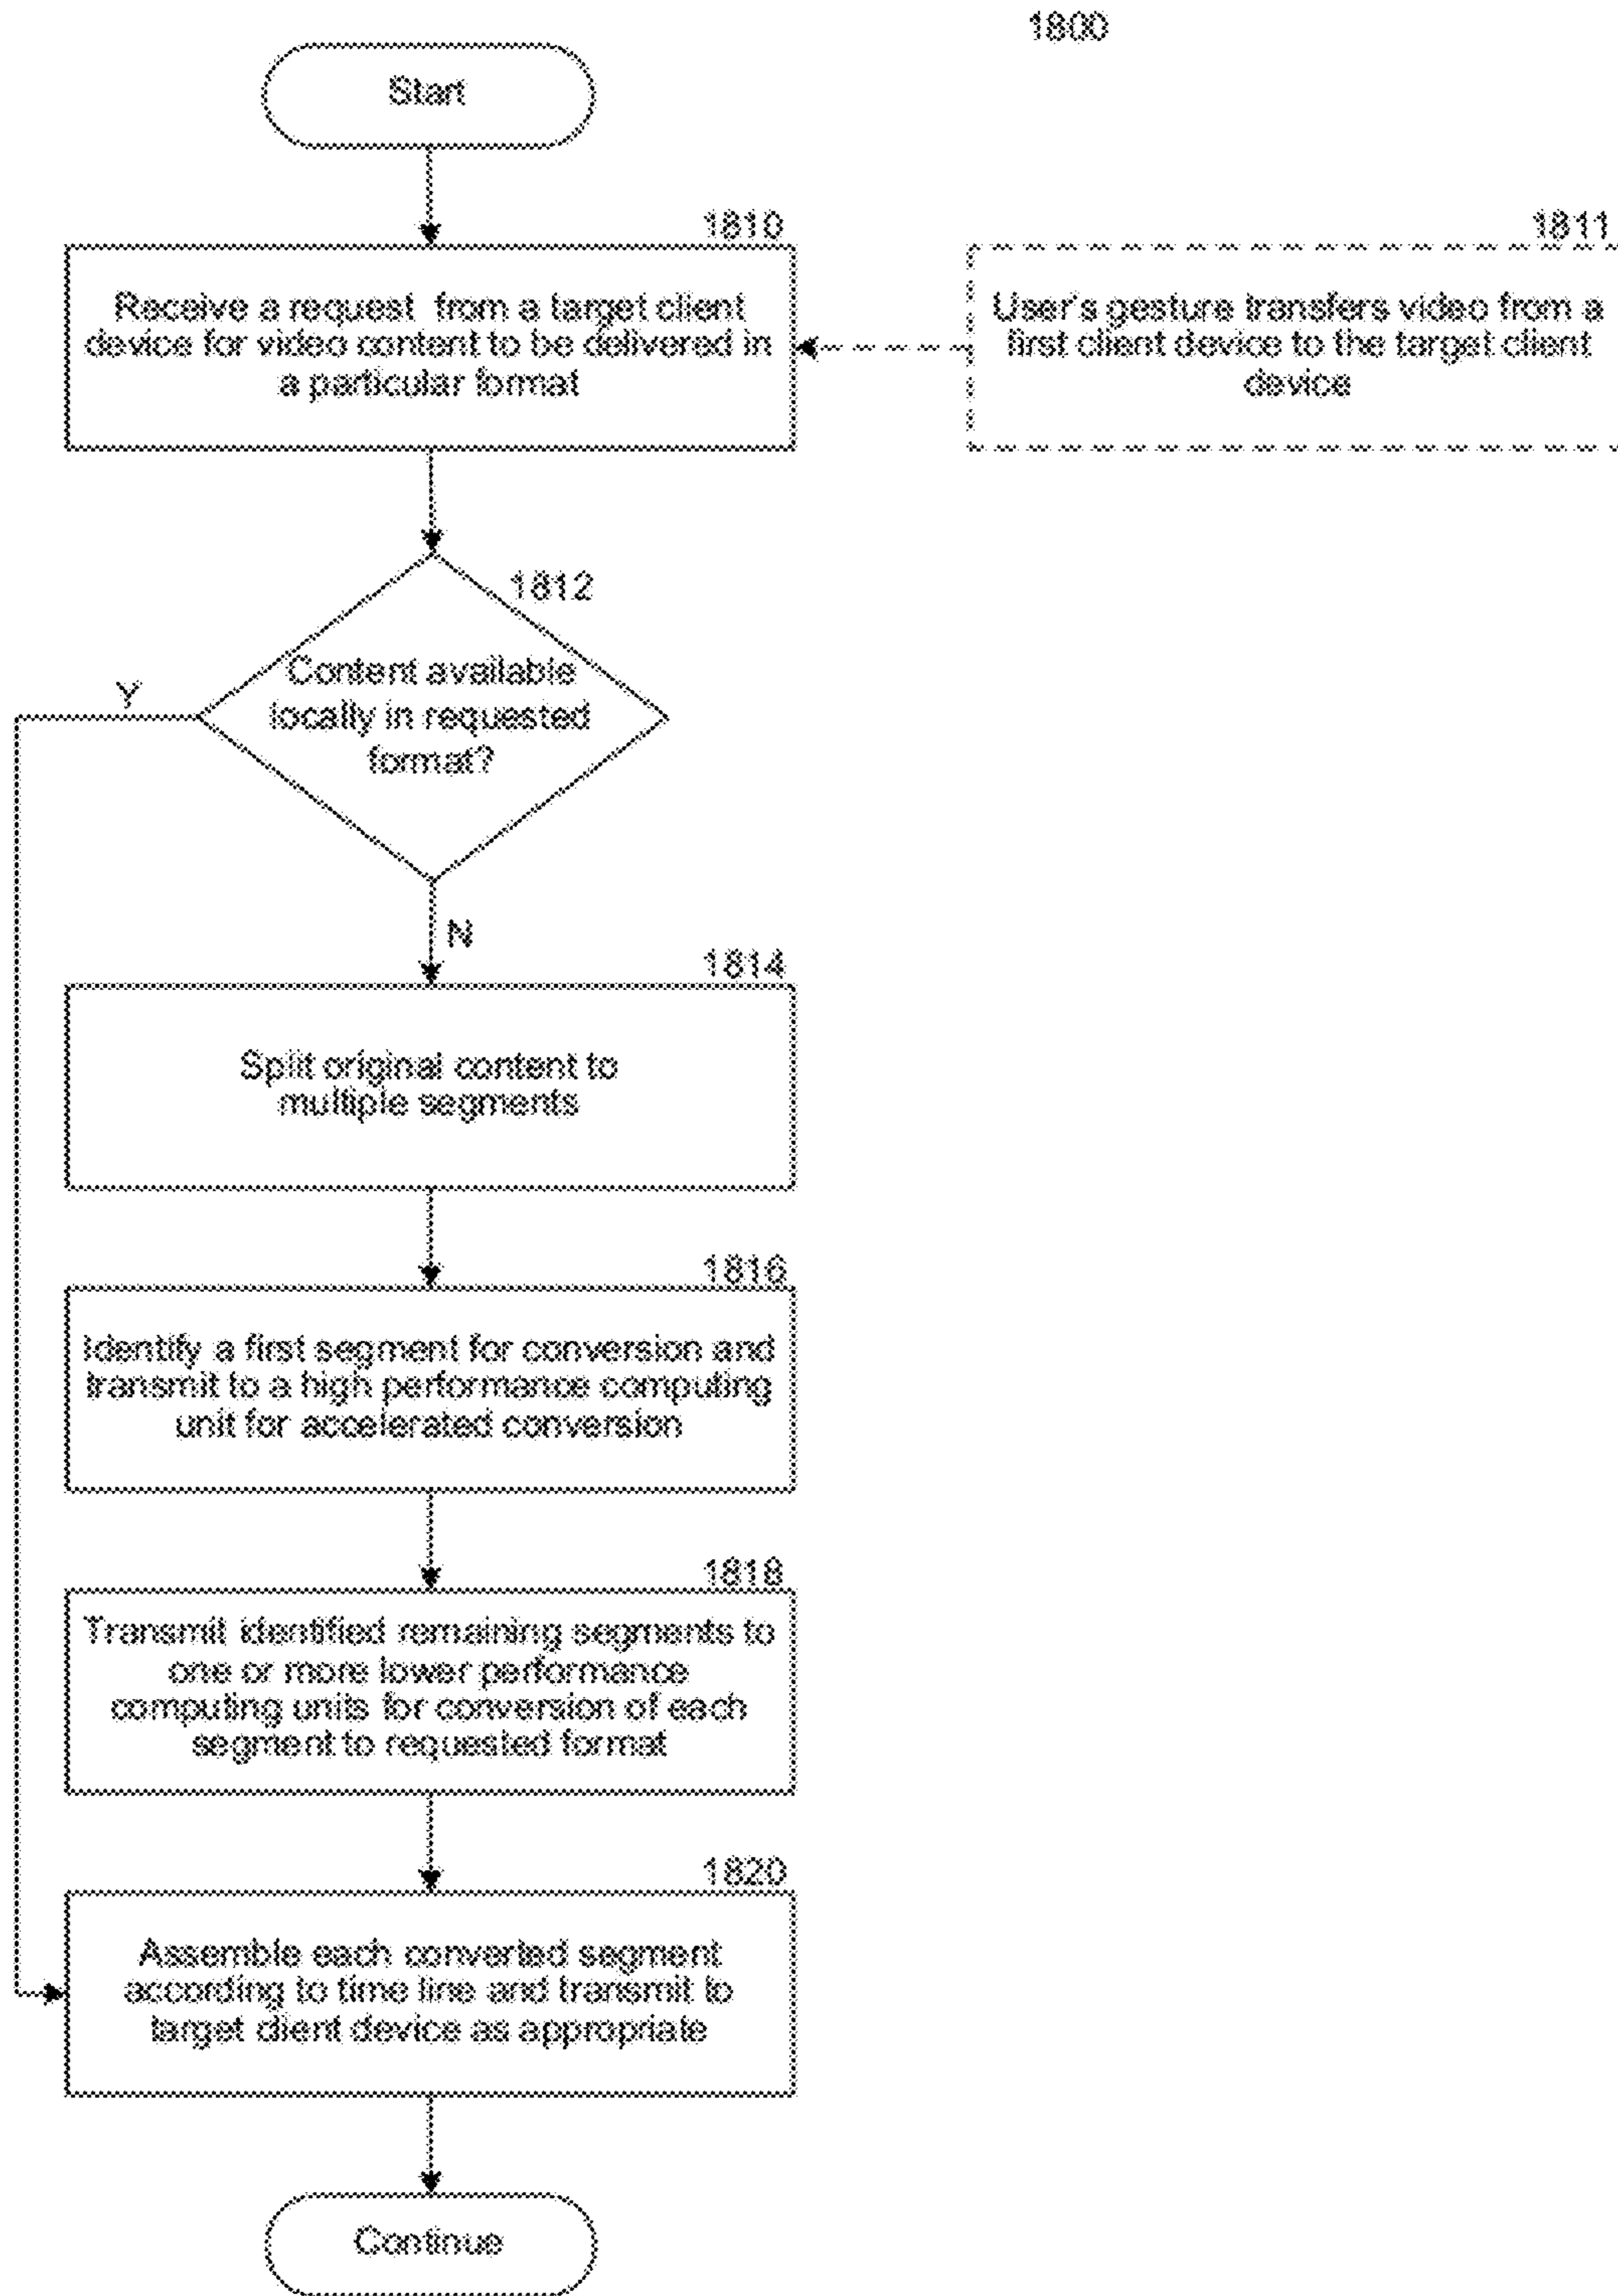 1800
Start
1810
Receive a request from a target client
device for video content to be delivered in
a particular format
1811
User's gesture transfers video from a
first client device to the target client
device
1812
Content available
locally in requested
format?
Y
N
1814
Split original content to
multiple segments
1816
Identify a first segment for conversion and
transmit to a high performance computing
unit for accelerated conversion
1818
Transmit identified remaining segments to
one or more lower performance
computing units for conversion of each
segment to requested format
1820
Assemble each converted segment
according to time line and transmit to
target client device as appropriate
Continue